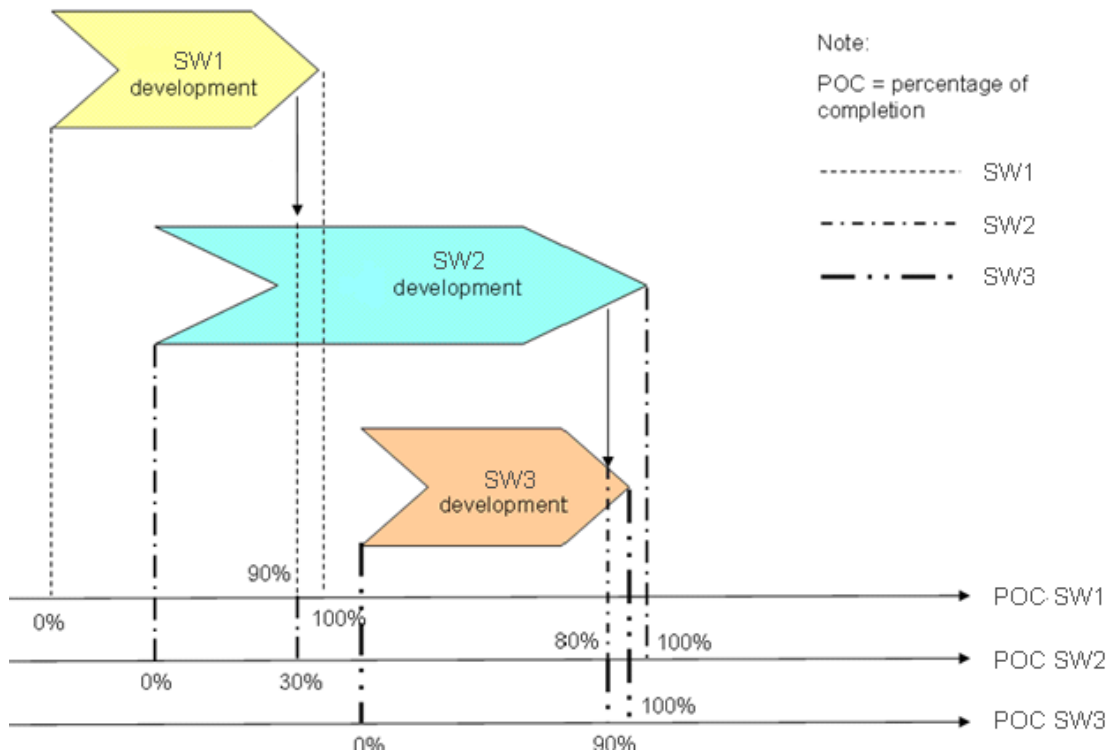 SW1
development
Note:
POC = percentage of
completion
SW1
SW2
SW3
SW2
development
SW3
development
90%
0%
100%
POC SW1
80%
100%
0%
30%
POC SW2
100%
0%
90%
POC SW3